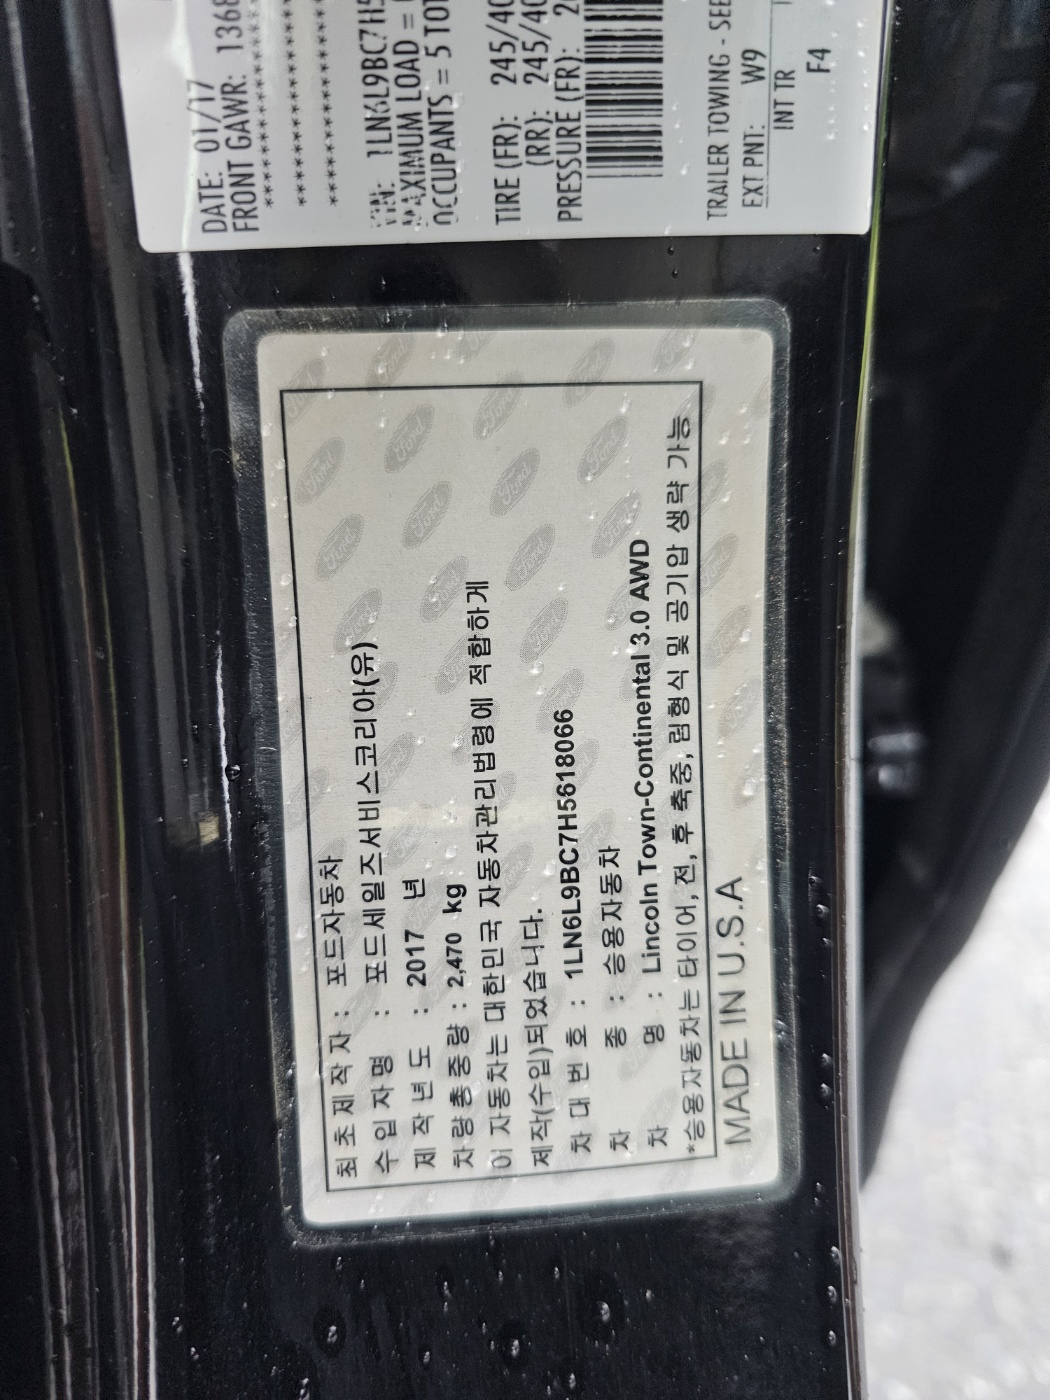 최초제작자 : 포드자동차
수입자명 : 포드세일즈서비스코리아(유)
제작년도 : 2017 년
차량총중량 : 2,470 kg
이 자동차는 대한민국 자동차관리법령에 적합하게
제작(수입)되었습니다.
차대번호 : 1LN6L9BC7H5618066
차 종 : 승용자동차
차 명 : Lincoln Town-Continental 3.0 AWD
*승용자동차는 타이어, 전, 후 축중, 림형식 및 공기압 생략 가능
MADE IN U.S.A
DATE: 01/17
FRONT GAWR: 1368
VIN: 1LN6L9BC7H5
MAXIMUM LOAD =
OCCUPANTS = 5 TOT
TIRE (FR): 245/40
(RR): 245/40
PRESSURE (FR):
TRAILER TOWING - SEE
EXT PNT: W9
INT TR
F4